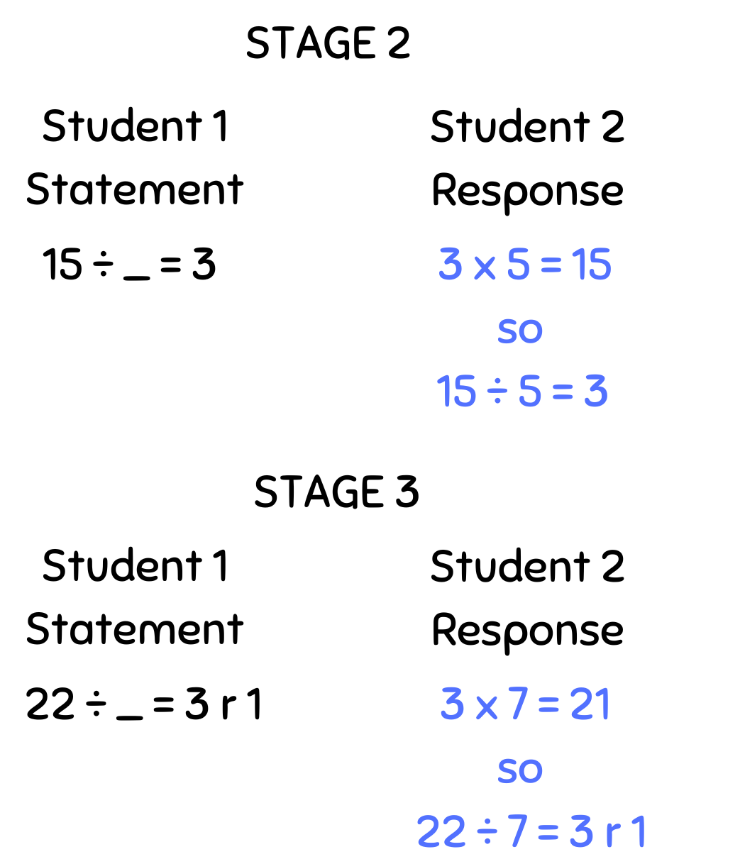 STAGE 2
Student 1 Student 2
Statement Response
15 ÷ _ = 3 3 x 5 = 15
so
15 ÷ 5 = 3
STAGE 3
Student 1 Student 2
Statement Response
22 ÷ _ = 3 r 1 3 x 7 = 21
so
22 ÷ 7 = 3 r 1